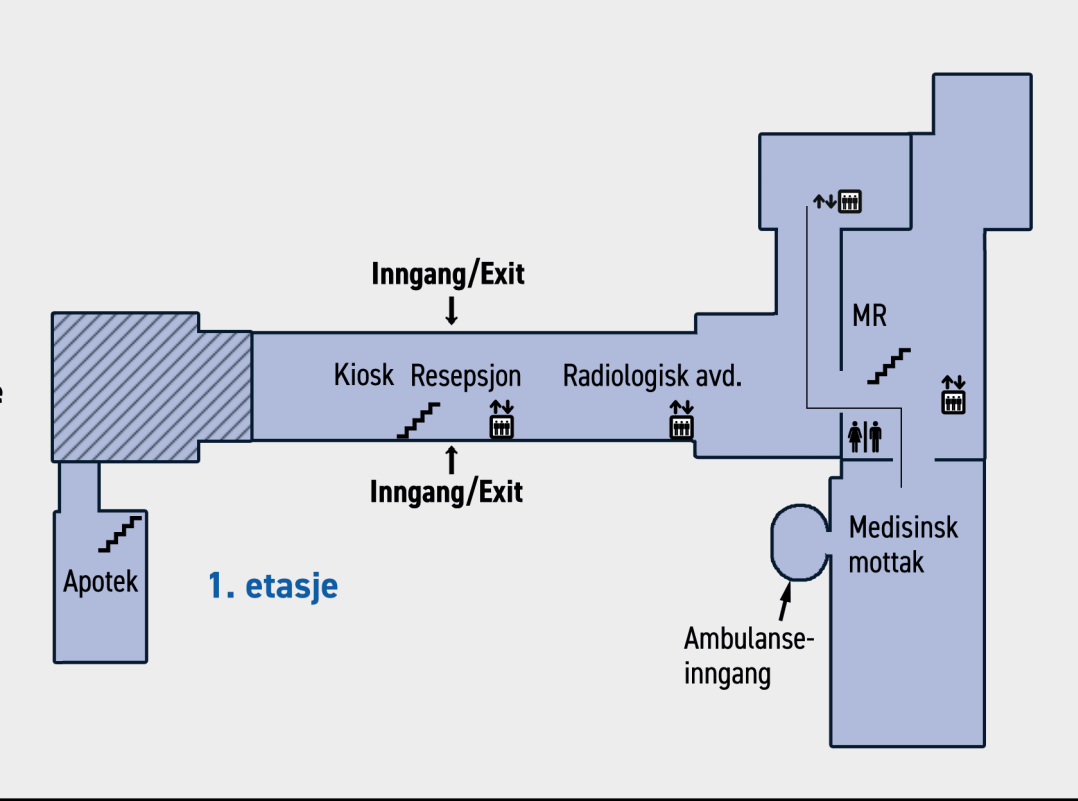 Inngang/Exit
MR
Kiosk
Resepsjon
Radiologisk avd.
Inngang/Exit
Medisinsk
mottak
Apotek
1. etasje
Ambulanse-
inngang